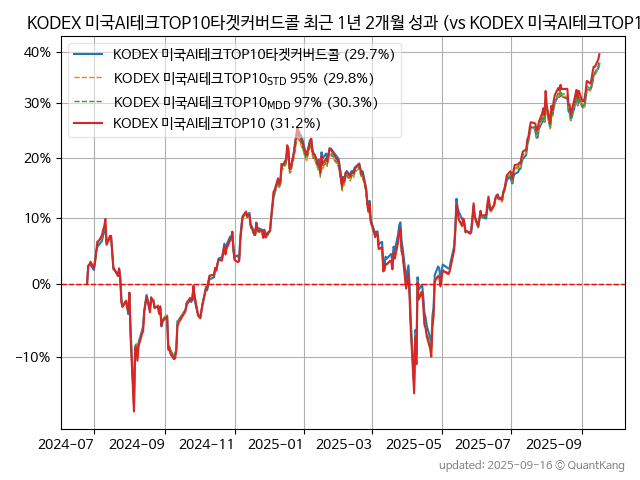 KODEX 미국AI테크TOP10타겟커버드콜 최근 1년 2개월 성과 (vs KODEX 미국AI테크TOP1
KODEX 미국AI테크TOP10타겟커버드콜 (29.7%)
KODEX 미국AI테크TOP10STD 95% (29.8%)
KODEX 미국AI테크TOP10MDD 97% (30.3%)
KODEX 미국AI테크TOP10 (31.2%)
40%
30%
20%
10%
0%
−10%
2024-07 2024-09 2024-11 2025-01 2025-03 2025-05 2025-07 2025-09
updated: 2025-09-16 © QuantKang